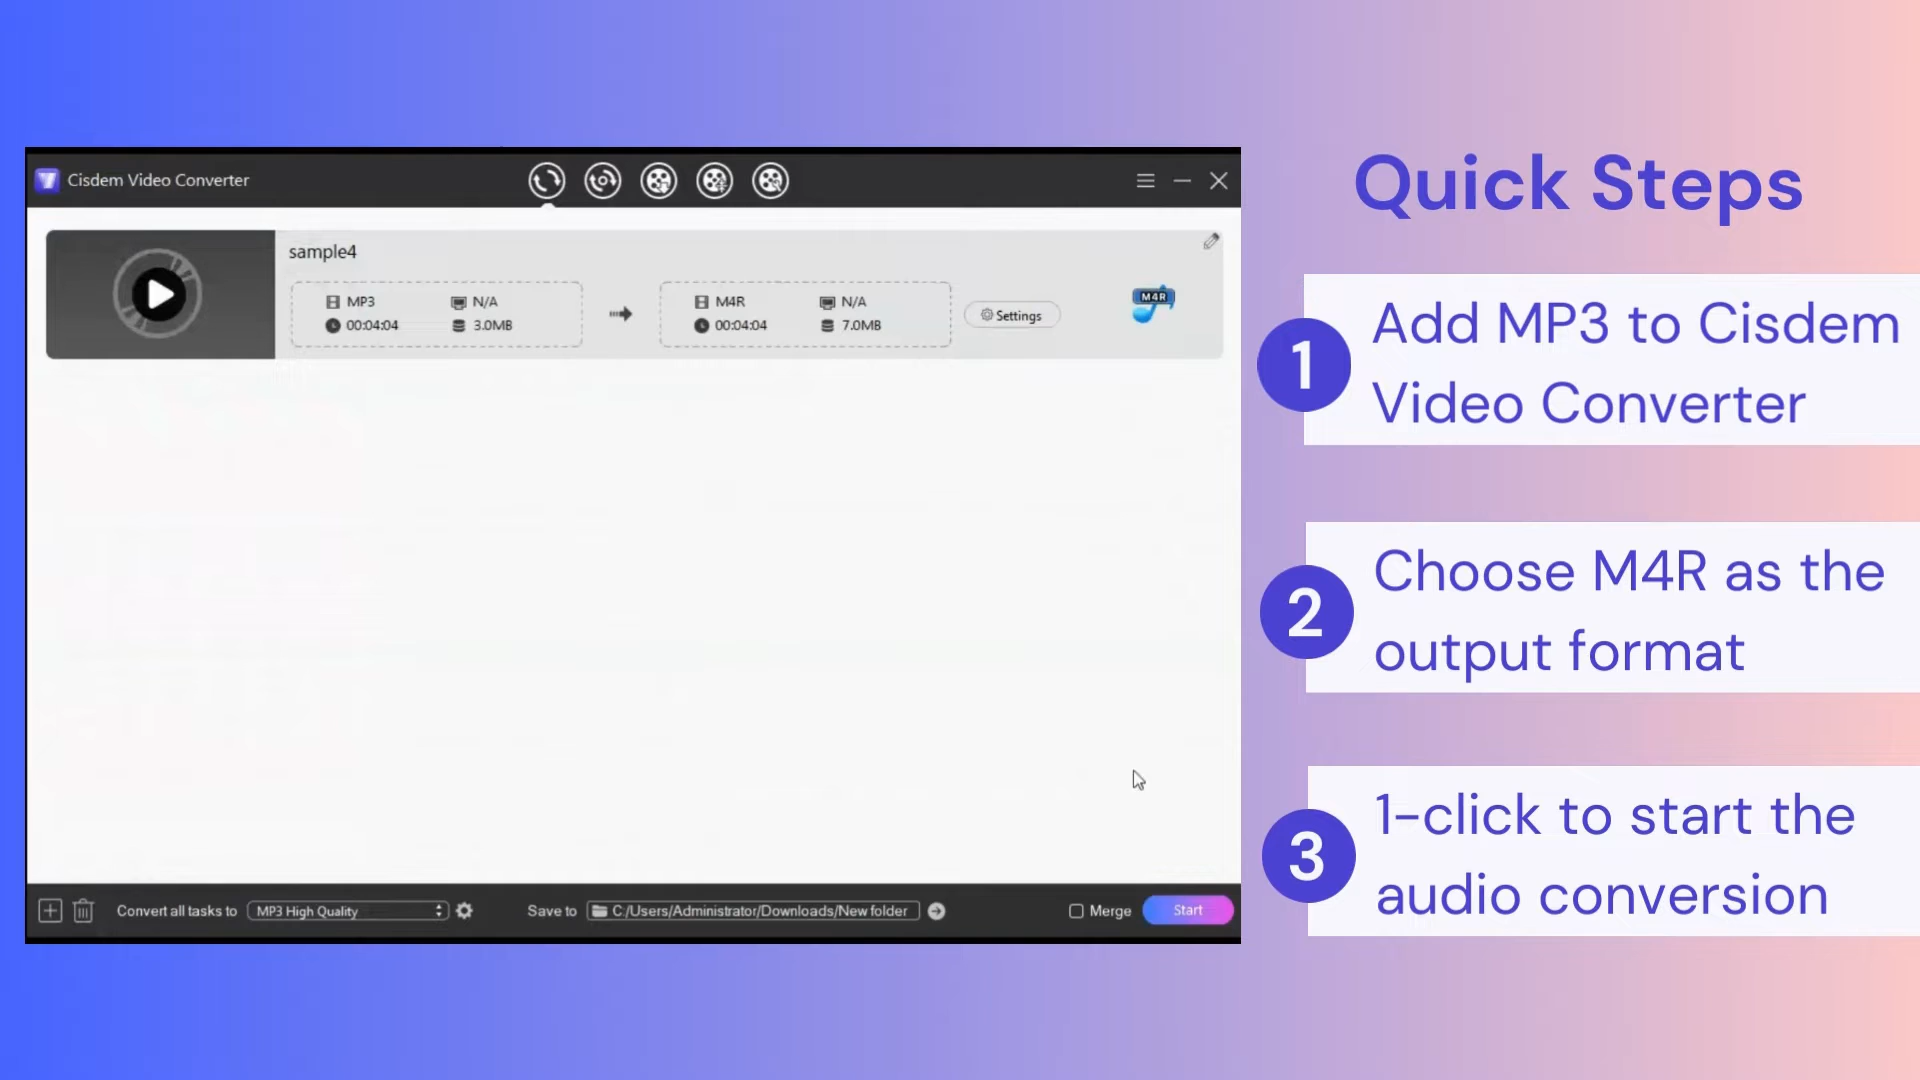 Cisdem Video Converter
sample4
MP3
N/A
00:04:04
3.0MB
M4R
N/A
00:04:04
7.0MB
Settings
M4R
Convert all tasks to
MP3 High Quality
Save to
C:/Users/Administrator/Downloads/New folder
Merge
Start
Quick Steps
1
Add MP3 to Cisdem
Video Converter
2
Choose M4R as the
output format
3
1-click to start the
audio conversion